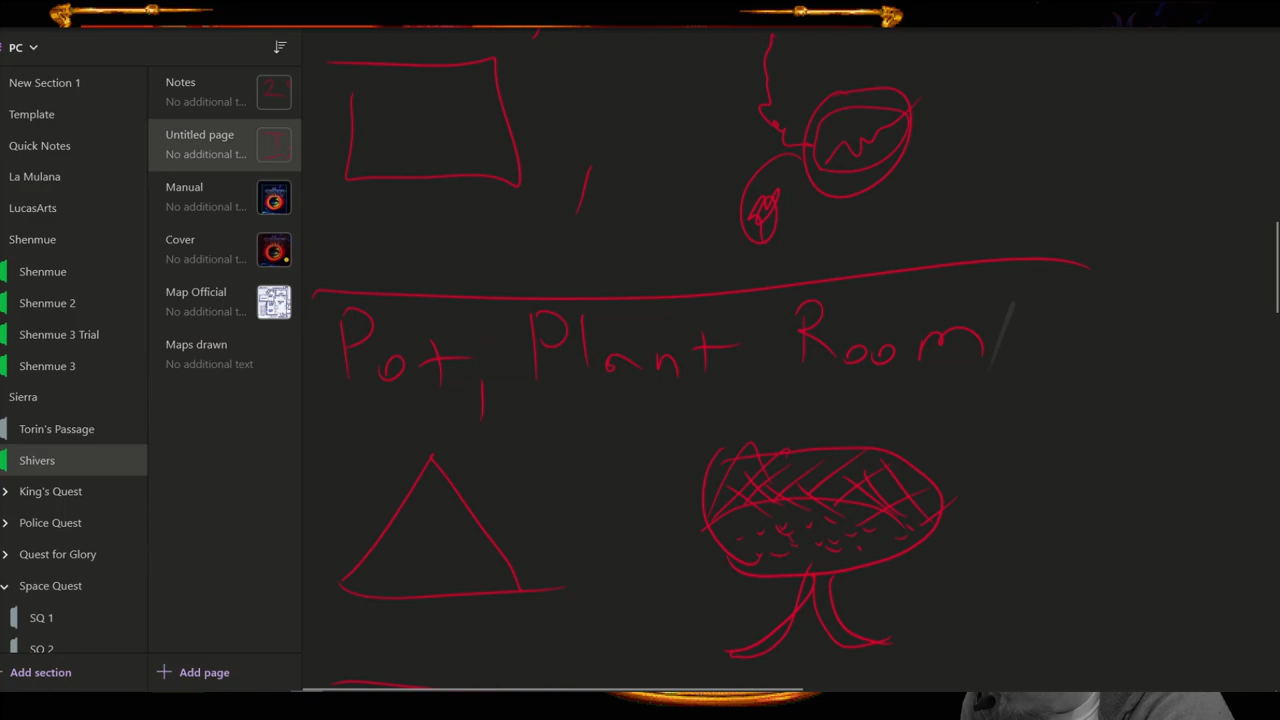 PC
New Section 1
Template
Quick Notes
La Mulana
LucasArts
Shenmue
Shenmue
Shenmue 2
Shenmue 3 Trial
Shenmue 3
Sierra
Torin's Passage
Shivers
King's Quest
Police Quest
Quest for Glory
Space Quest
SQ 1
SQ 2
Add section
Notes
No additional t...
Untitled page
No additional t...
Manual
No additional t...
Cover
No additional t...
Map Official
No additional t...
Maps drawn
No additional text
Add page
Pot, Plant Room